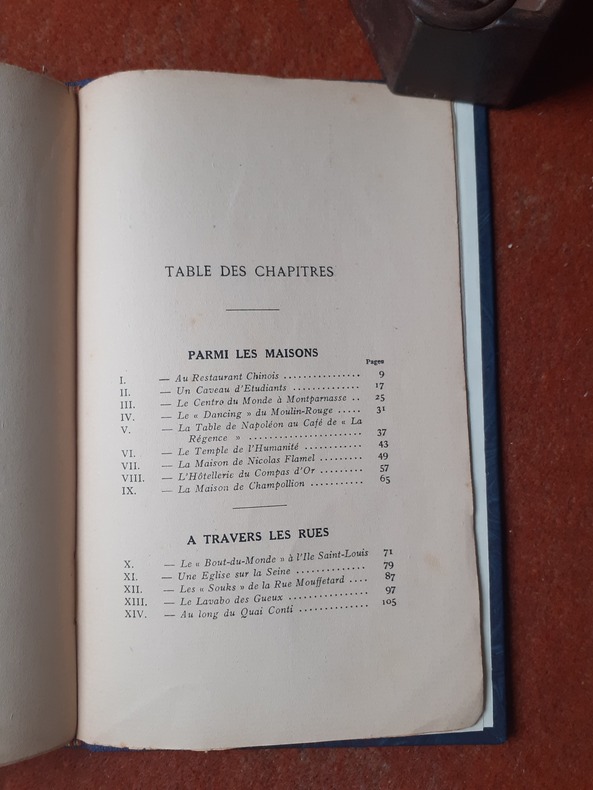 TABLE DES CHAPITRES
PARMI LES MAISONS
Pages
I. — Au Restaurant Chinois ................ 9
II. — Un Caveau d'Etudiants .............. 17
III. — Le Centre du Monde à Montparnasse .. 25
IV. — Le « Dancing » du Moulin-Rouge ..... 31
V. — La Table de Napoléon au Café de « La
Régence » ....................... 37
VI. — Le Temple de l'Humanité ............ 43
VII. — La Maison de Nicolas Flamel ......... 49
VIII. — L'Hôtellerie du Compas d'Or ......... 57
IX. — La Maison de Champollion ........... 65
A TRAVERS LES RUES
X. — Le « Bout-du-Monde » à l'Ile Saint-Louis 71
XI. — Une Eglise sur la Seine .............. 79
XII. — Les « Souks » de la Rue Mouffetard .... 87
XIII. — Le Lavabo des Gueux ................ 97
XIV. — Au long du Quai Conti .............. 105